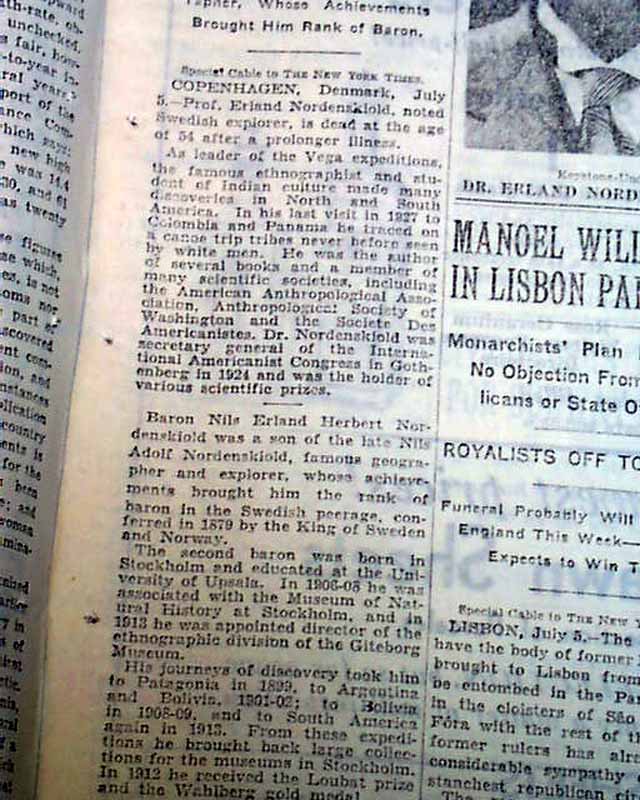 upward
unchecked.
Whose Achievements
Brought Him Rank of Baron.
Special Cable to THE NEW YORK TIMES.
COPENHAGEN, Denmark, July
5.—Prof. Erland Nordenskiold, noted
Swedish explorer, is dead at the age
of 54 after a prolonger illness.
As leader of the Vega expeditions,
the famous ethnographist and stu-
dent of Indian culture made many
discoveries in North and South
America. In his last visit in 1927 to
Colombia and Panama he traced on
a canoe trip tribes never before seen
by white men. He was the author
of several books and a member of
many scientific societies, including
the American Anthropological Asso-
ciation, Anthropological Society of
Washington and the Societe Des
Americanistes. Dr. Nordenskiold was
secretary general of the Interna-
tional Americanist Congress in Goth-
enberg in 1924 and was the holder of
various scientific prizes.
Baron Nils Erland Herbert Nor-
denskiold was a son of the late Nils
Adolf Nordenskiold, famous geogra-
pher and explorer, whose achieve-
ments brought him the rank of
baron in the Swedish peerage, con-
ferred in 1879 by the King of Sweden
and Norway.
The second baron was born in
Stockholm and educated at the Uni-
versity of Upsala. In 1906-08 he was
associated with the Museum of Nat-
ural History at Stockholm, and in
1913 he was appointed director of the
ethnographic division of the Göteborg
Museum.
His journeys of discovery took him
to Patagonia in 1899, to Argentina
and Bolivia, 1901-02; to Bolivia
in 1908-09, and to South America
again in 1913. From these expedi-
tions he brought back large collec-
tions for the museums in Stockholm.
In 1912 he received the Loubat prize
and the Wahlberg gold medal.
DR. ERLAND NORD
MANOEL WILL
IN LISBON PA
Monarchists' Plan
No Objection From
licans or State
ROYALISTS OFF TO
Funeral Probably Will
England This Week—
Expects to Win
Special Cable to THE NEW YO
LISBON, July 5.—The
have the body of former
brought to Lisbon from
be entombed in the Pa
in the cloisters of São
Fóra with the rest of th
former rulers has alre
considerable sympathy
stanchest republican cir